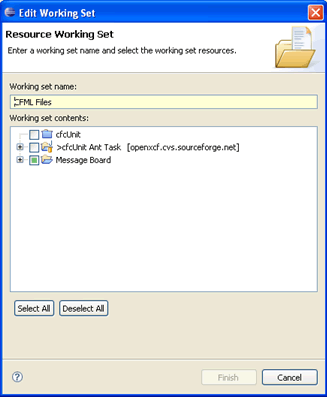 Edit Working Set
Resource Working Set
Enter a working set name and select the working set resources.
Working set name:
CFML Files
Working set contents:
cfcUnit
>cfcUnit Ant Task [openxcf.cvs.sourceforge.net]
Message Board
Select All Deselect All
? Finish Cancel